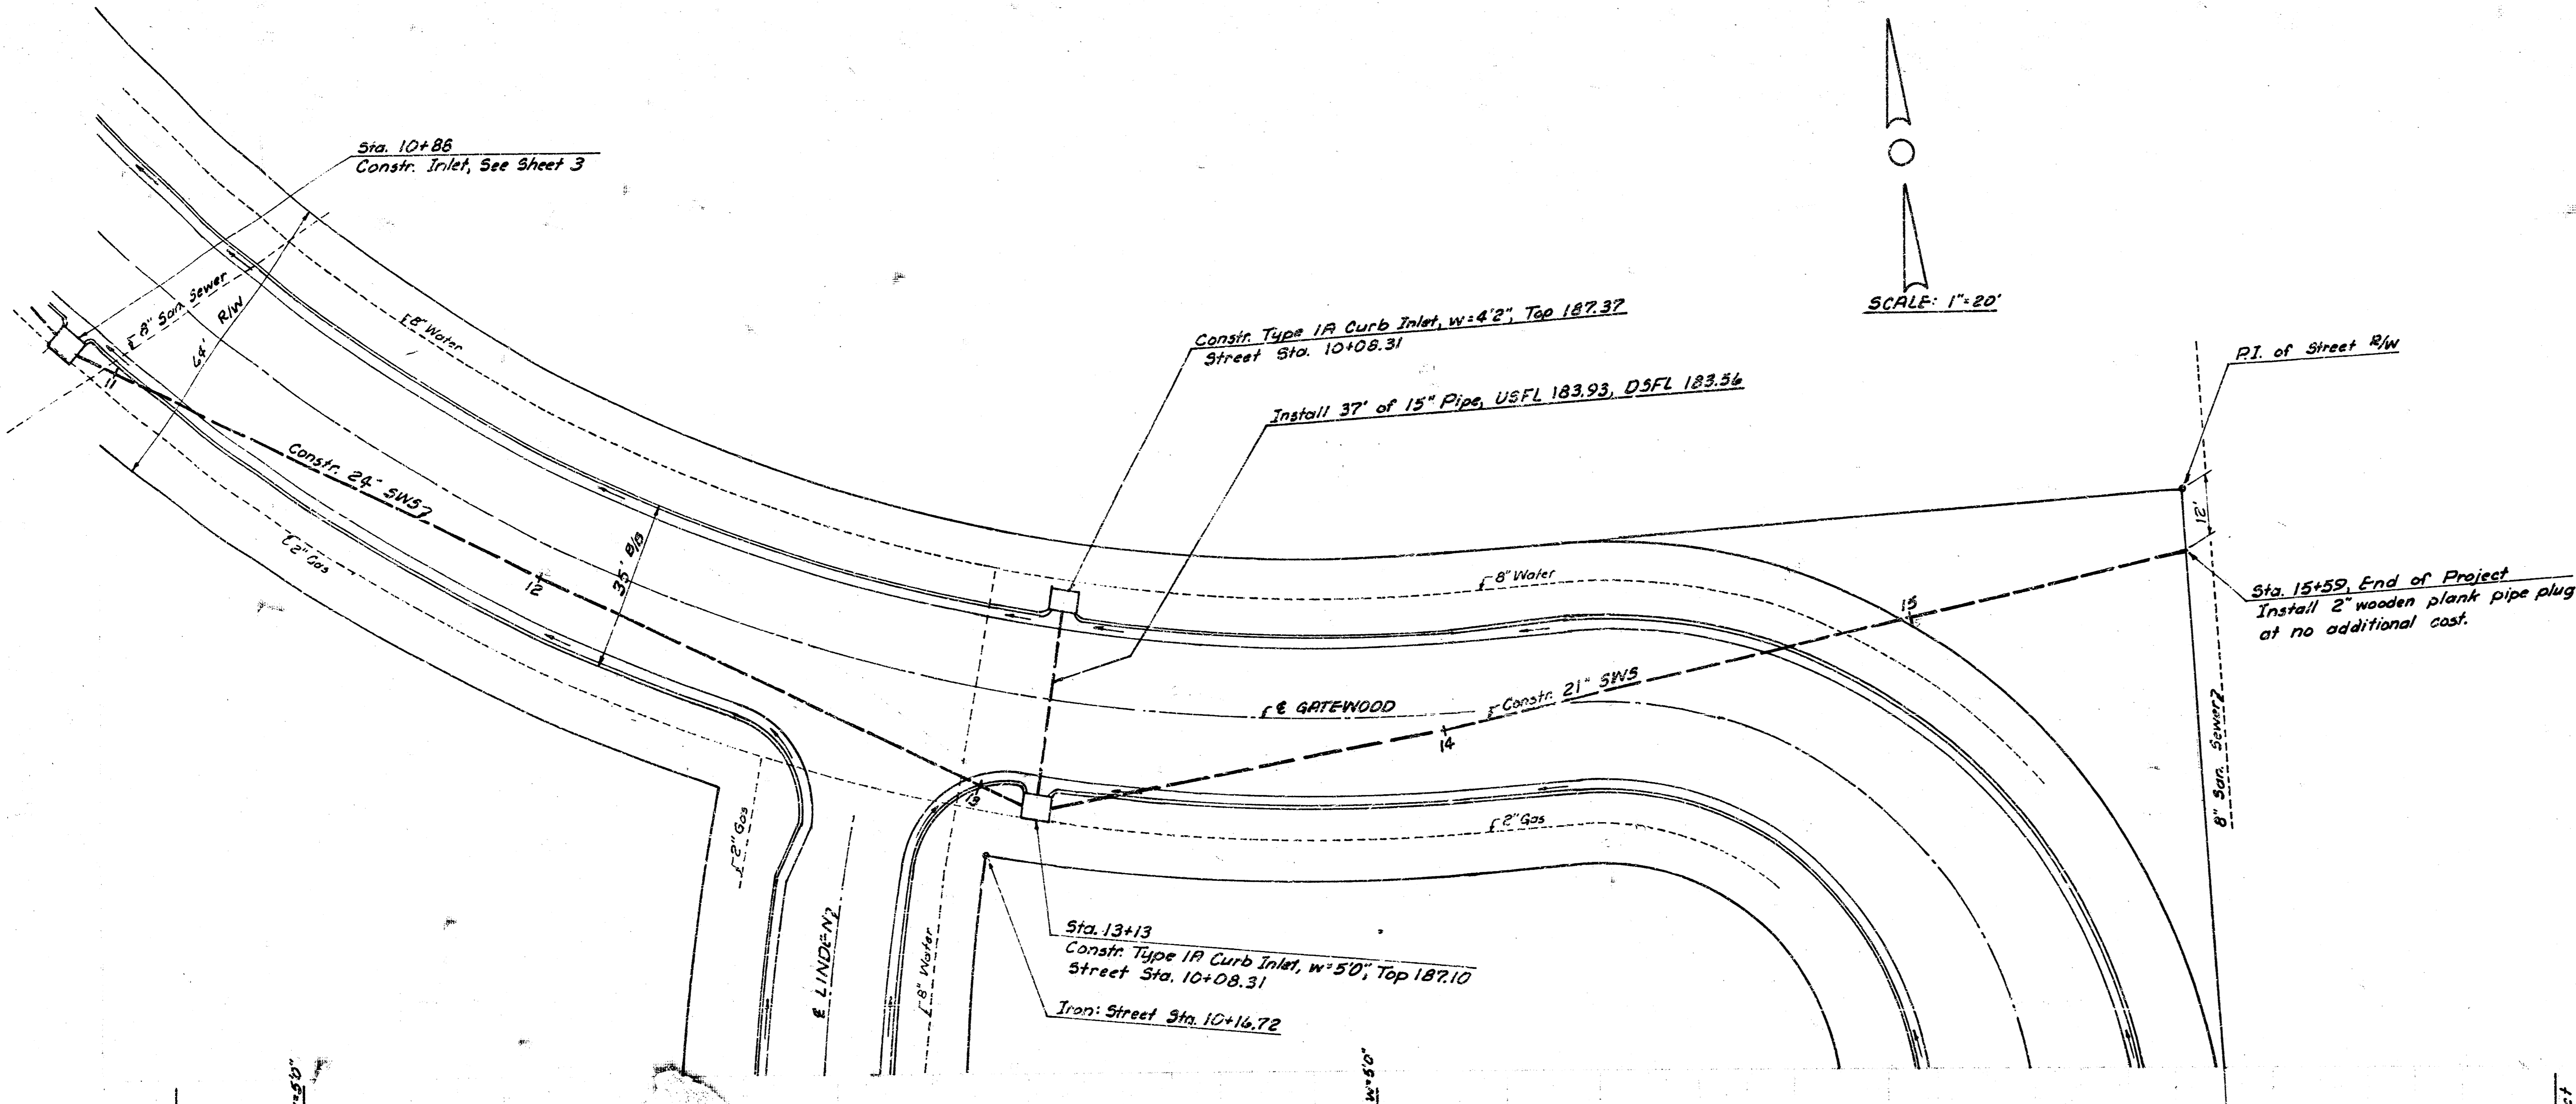 Sta. 10+86
Constr. Inlet, See Sheet 3
8" San. Sewer
64' R/W
8" Water
11
Constr. 24" SWS
2" Gas
12
35' B/B
SCALE: 1"=20'
Constr. Type 1A Curb Inlet, w=4'2", Top 187.37
Street Sta. 10+08.31
Install 37' of 15" Pipe, USFL 183.93, DSFL 183.56
P.I. of Street R/W
12'
8" Water
15
Sta. 15+59, End of Project
Install 2" wooden plank pipe plug
at no additional cost.
℄ GATEWOOD
Constr. 21" SWS
14
13
8" San. Sewer
2" Gas
2" Gas
℄ LINDEN
8" Water
Sta. 13+13
Constr. Type 1A Curb Inlet, w=5'0", Top 187.10
Street Sta. 10+08.31
Iron: Street Sta. 10+16.72
=5'0"
w=5'0"
ct